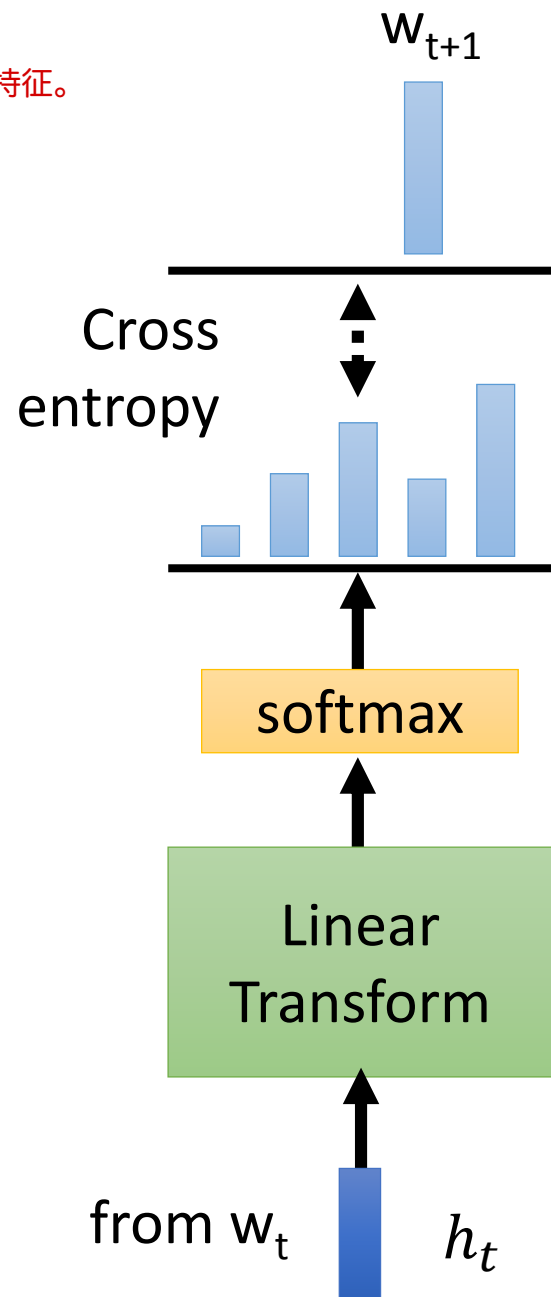 w_{t+1}
特征。
Cross
entropy
softmax
Linear
Transform
from w_t h_t